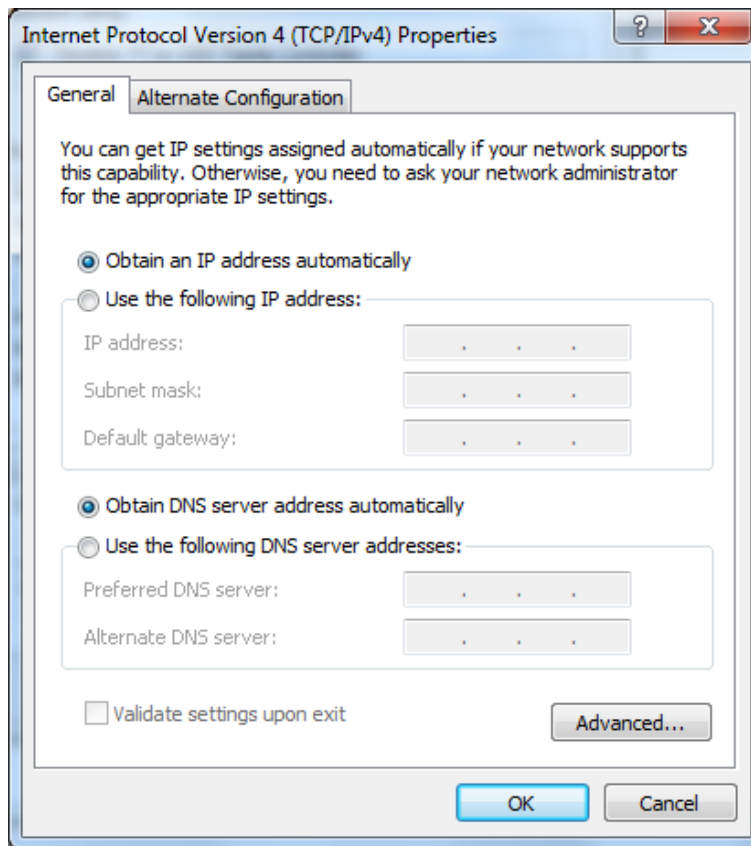 Internet Protocol Version 4 (TCP/IPv4) Properties
General
Alternate Configuration
You can get IP settings assigned automatically if your network supports
this capability. Otherwise, you need to ask your network administrator
for the appropriate IP settings.
Obtain an IP address automatically
Use the following IP address:
IP address:
. . .
Subnet mask:
. . .
Default gateway:
. . .
Obtain DNS server address automatically
Use the following DNS server addresses:
Preferred DNS server:
. . .
Alternate DNS server:
. . .
Validate settings upon exit
Advanced...
OK
Cancel